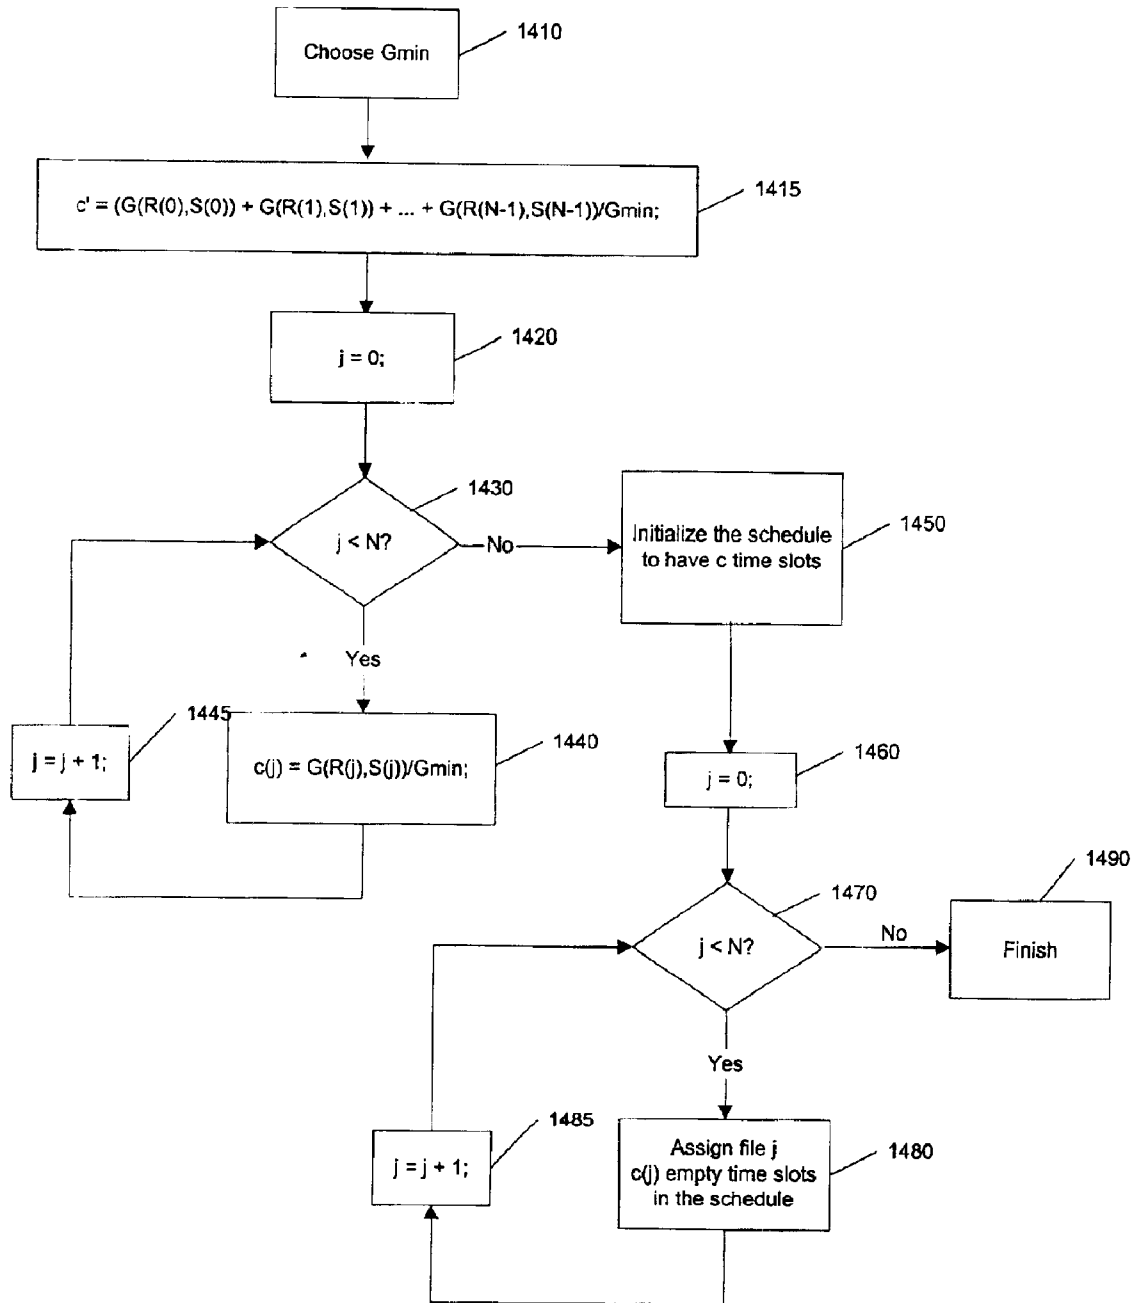 Choose Gmin
1410
c' = (G(R(0),S(0)) + G(R(1),S(1)) + ... + G(R(N-1),S(N-1))/Gmin;
1415
j = 0;
1420
j < N?
1430
No
Initialize the schedule
to have c time slots
1450
Yes
j = j + 1;
1445
c(j) = G(R(j),S(j))/Gmin;
1440
j = 0;
1460
j < N?
1470
No
Finish
1490
Yes
j = j + 1;
1485
Assign file j
c(j) empty time slots
in the schedule
1480